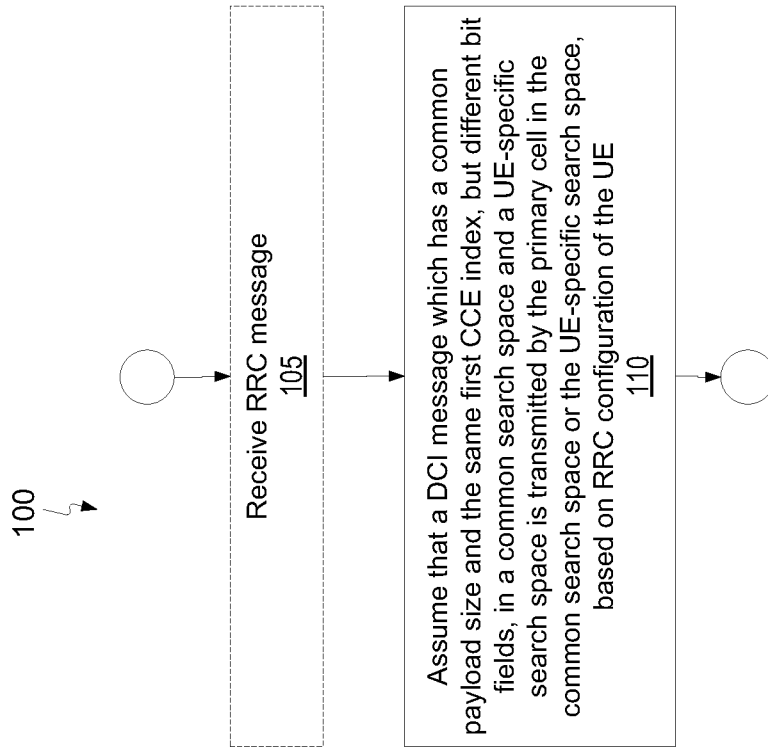 100
Receive RRC message
105
Assume that a DCI message which has a common
payload size and the same first CCE index, but different bit
fields, in a common search space and a UE-specific
search space is transmitted by the primary cell in the
common search space or the UE-specific search space,
based on RRC configuration of the UE
110